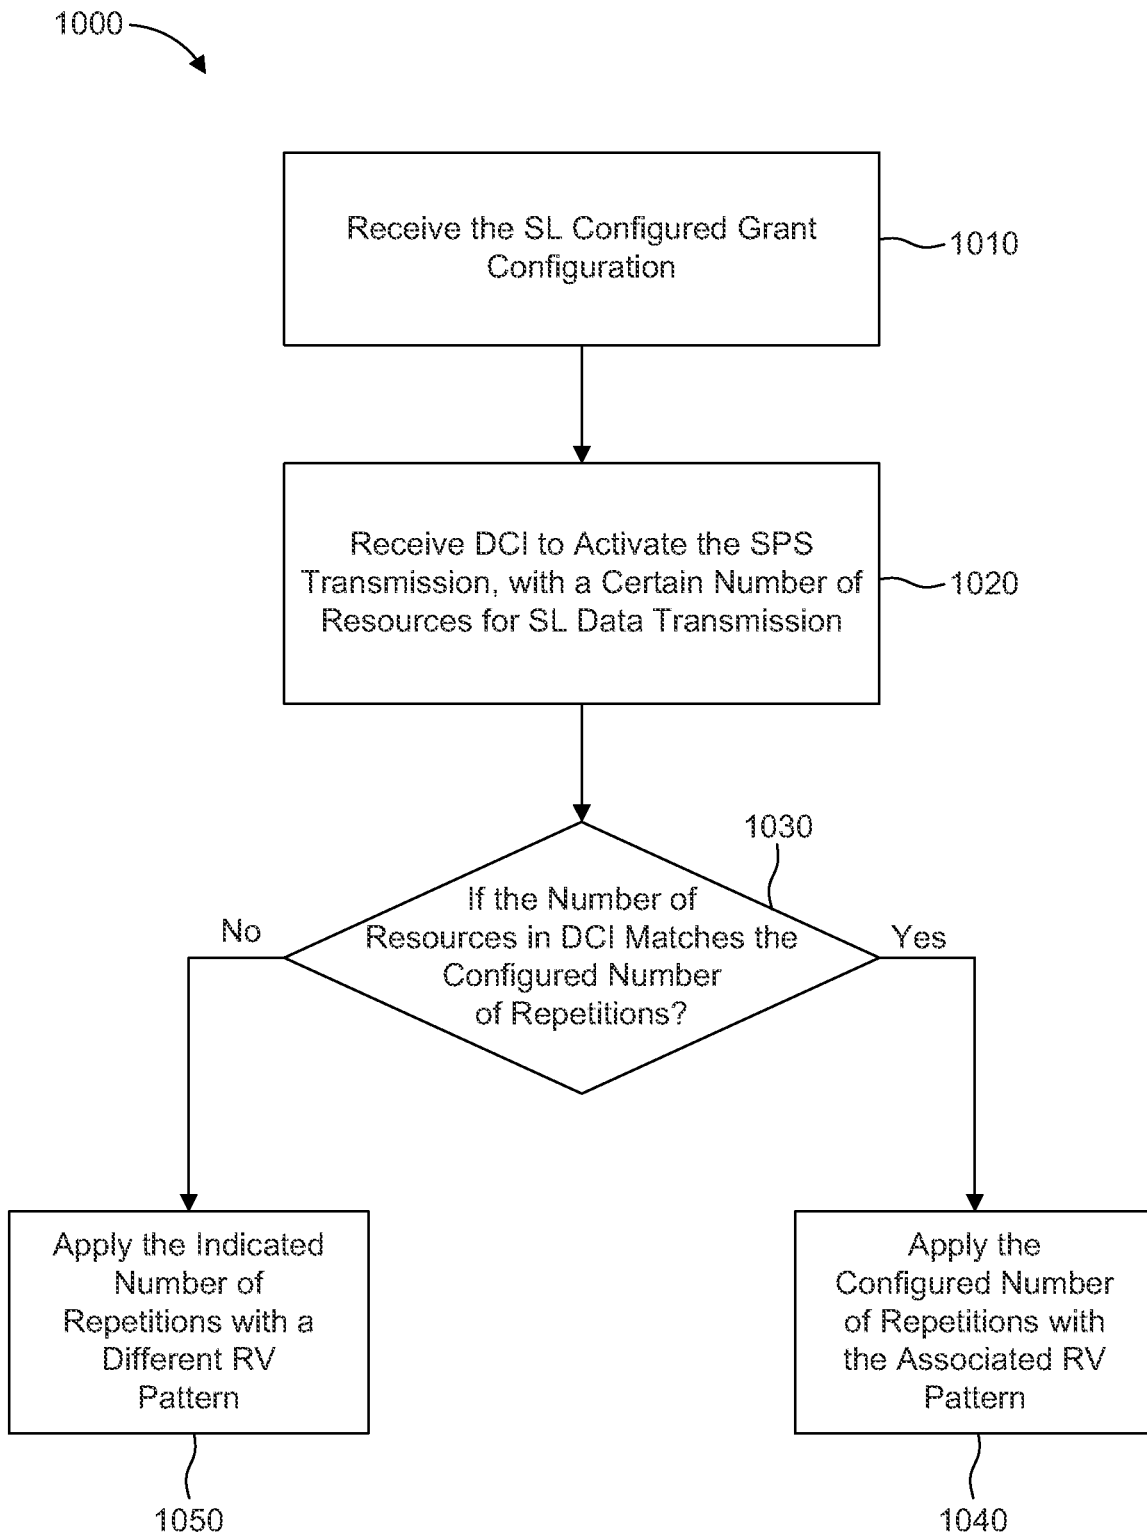 1000
Receive the SL Configured Grant
Configuration
1010
Receive DCI to Activate the SPS
Transmission, with a Certain Number of
Resources for SL Data Transmission
1020
1030
If the Number of
Resources in DCI Matches the
Configured Number
of Repetitions?
No
Yes
Apply the Indicated
Number of
Repetitions with a
Different RV
Pattern
1050
Apply the
Configured Number
of Repetitions with
the Associated RV
Pattern
1040